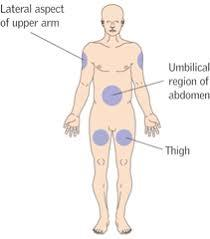 Lateral aspect
of upper arm
Umbilical
region of
abdomen
Thigh